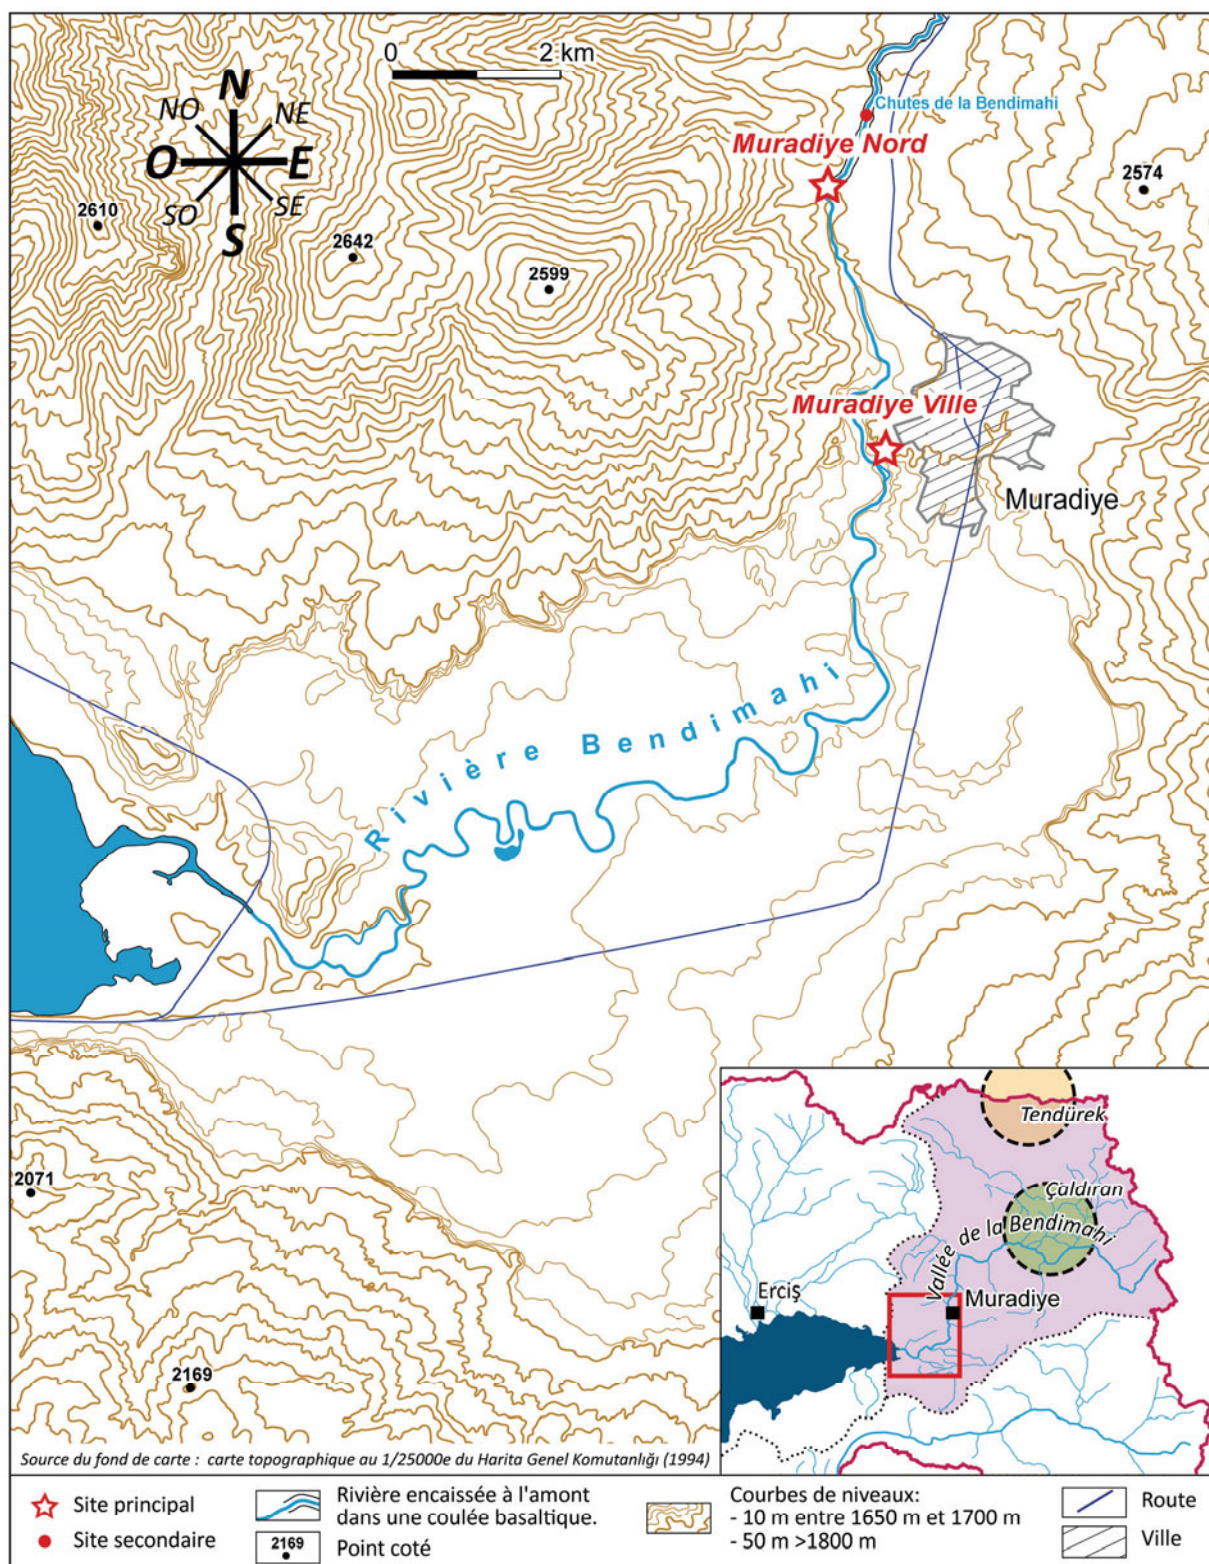 0 2 km
N
NO NE
O E
SO SE
S
Chutes de la Bendimahi
Muradiye Nord
2574
2610
2642
2599
Muradiye Ville
Muradiye
Rivière Bendimahi
2071
2169
Tendürek
Çaldıran
Vallée de la Bendimahi
Erciş
Muradiye
Source du fond de carte : carte topographique au 1/25000e du Harita Genel Komutanlığı (1994)
Site principal
Site secondaire
Rivière encaissée à l'amont
dans une coulée basaltique.
2169
Point coté
Courbes de niveaux:
- 10 m entre 1650 m et 1700 m
- 50 m >1800 m
Route
Ville